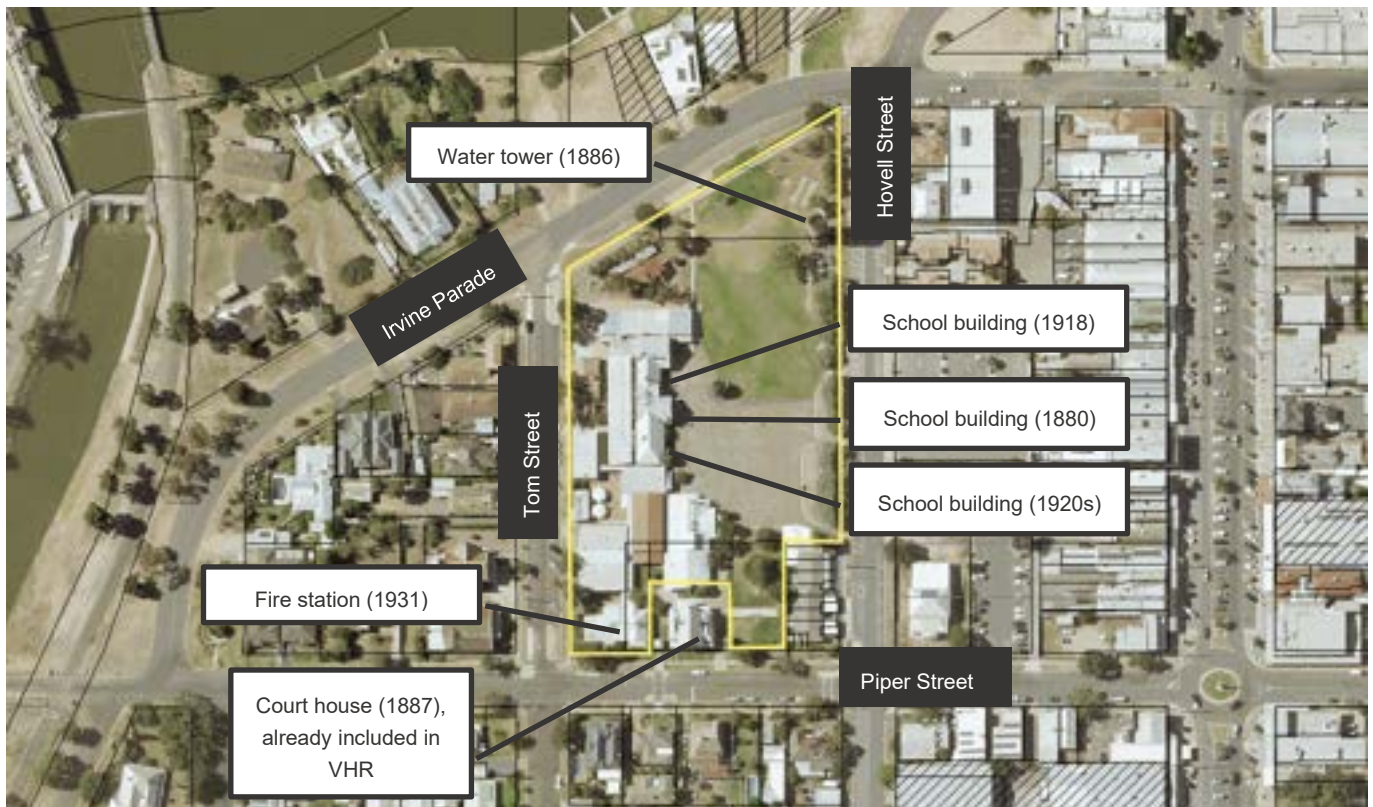 Water tower (1886)
Hovell Street
Irvine Parade
School building (1918)
Tom Street
School building (1880)
School building (1920s)
Fire station (1931)
Piper Street
Court house (1887),
already included in
VHR